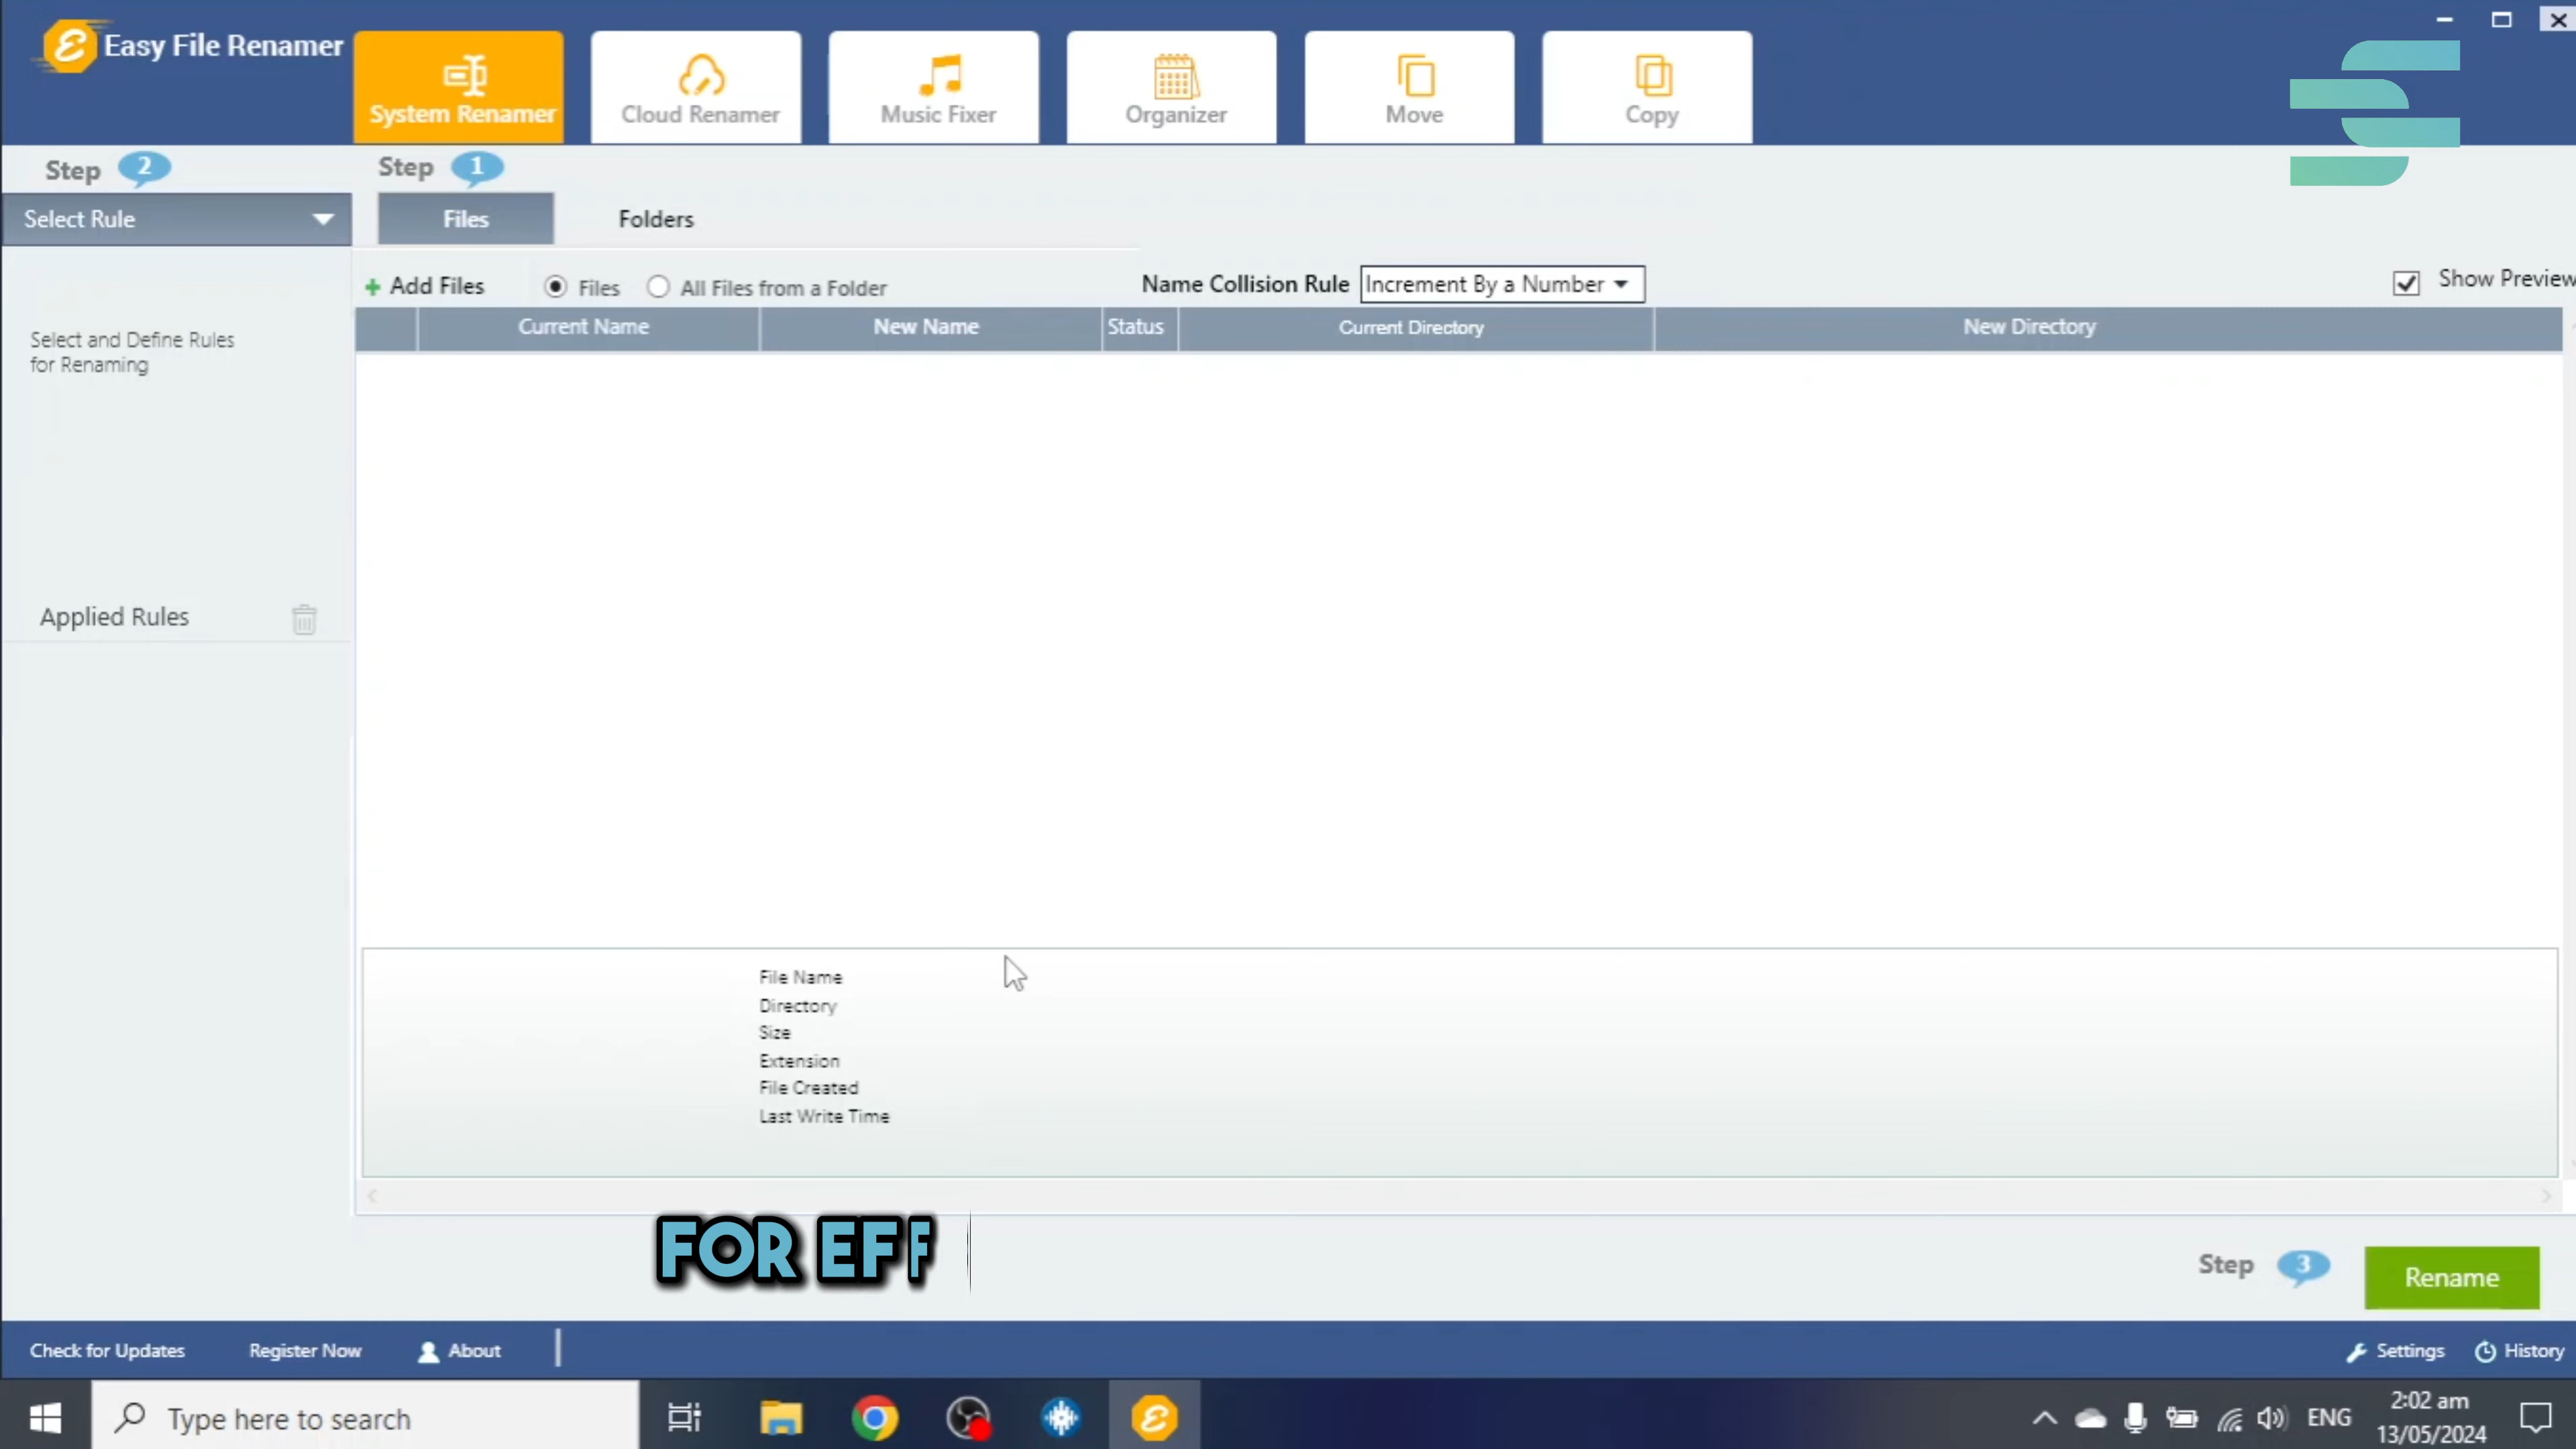 Easy File Renamer
System Renamer
Cloud Renamer
Music Fixer
Organizer
Move
Copy
Step 2
Step 1
Select Rule
Files
Folders
+ Add Files
Files
All Files from a Folder
Name Collision Rule
Increment By a Number
Show Preview
Current Name
New Name
Status
Current Directory
New Directory
Select and Define Rules
for Renaming
Applied Rules
File Name
Directory
Size
Extension
File Created
Last Write Time
FOR EFF
Step 3
Rename
Check for Updates
Register Now
About
Settings
History
Type here to search
ENG
2:02 am
13/05/2024